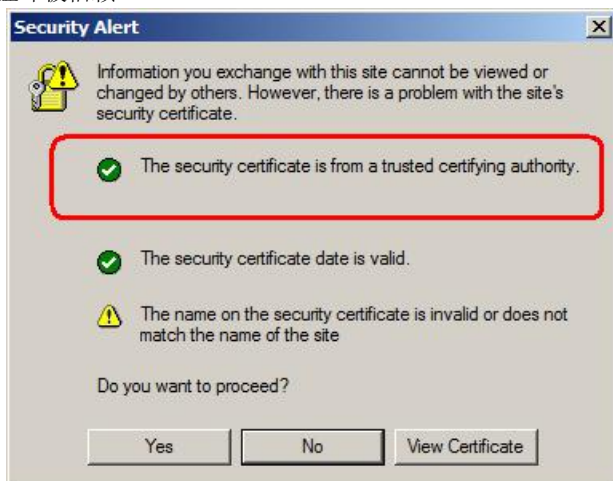 Security Alert
Information you exchange with this site cannot be viewed or
changed by others. However, there is a problem with the site's
security certificate.
The security certificate is from a trusted certifying authority.
The security certificate date is valid.
The name on the security certificate is invalid or does not
match the name of the site
Do you want to proceed?
Yes
No
View Certificate